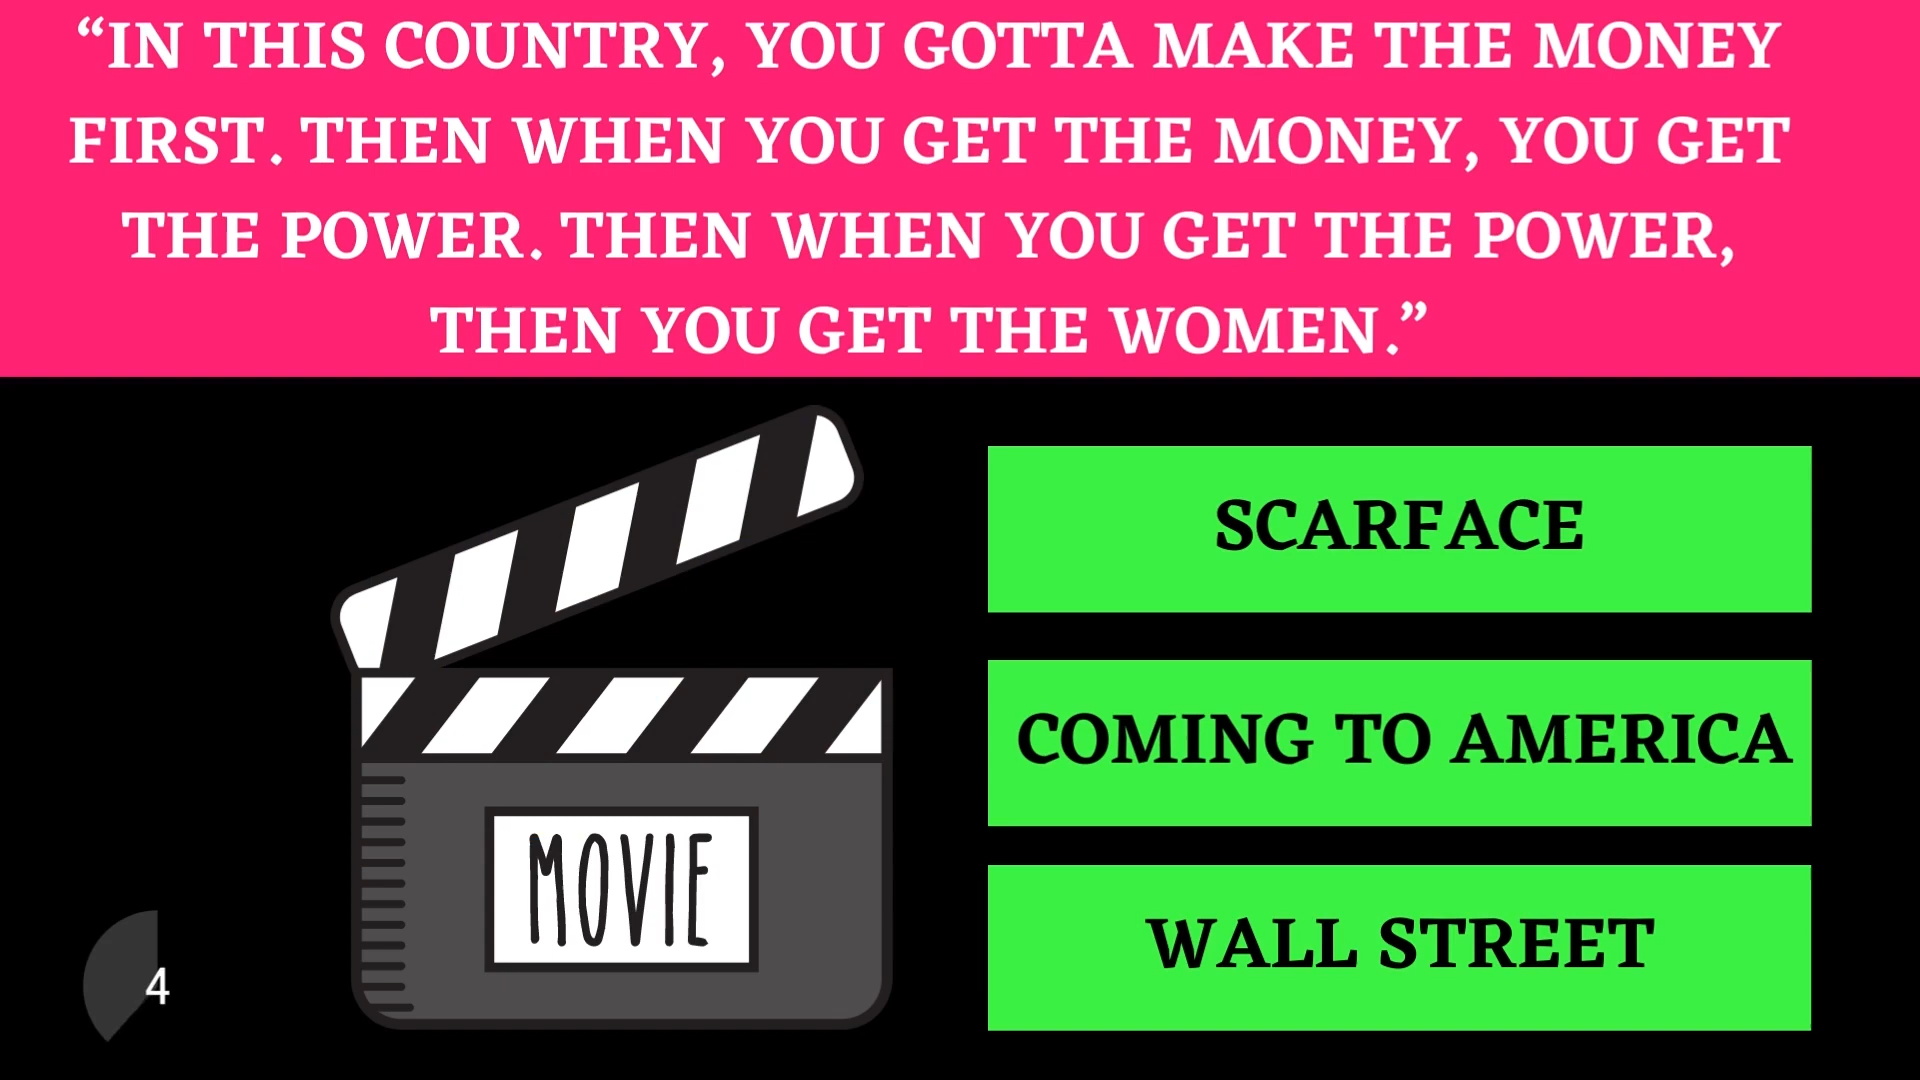 “IN THIS COUNTRY, YOU GOTTA MAKE THE MONEY
FIRST. THEN WHEN YOU GET THE MONEY, YOU GET
THE POWER. THEN WHEN YOU GET THE POWER,
THEN YOU GET THE WOMEN.”
SCARFACE
COMING TO AMERICA
WALL STREET
MOVIE
4